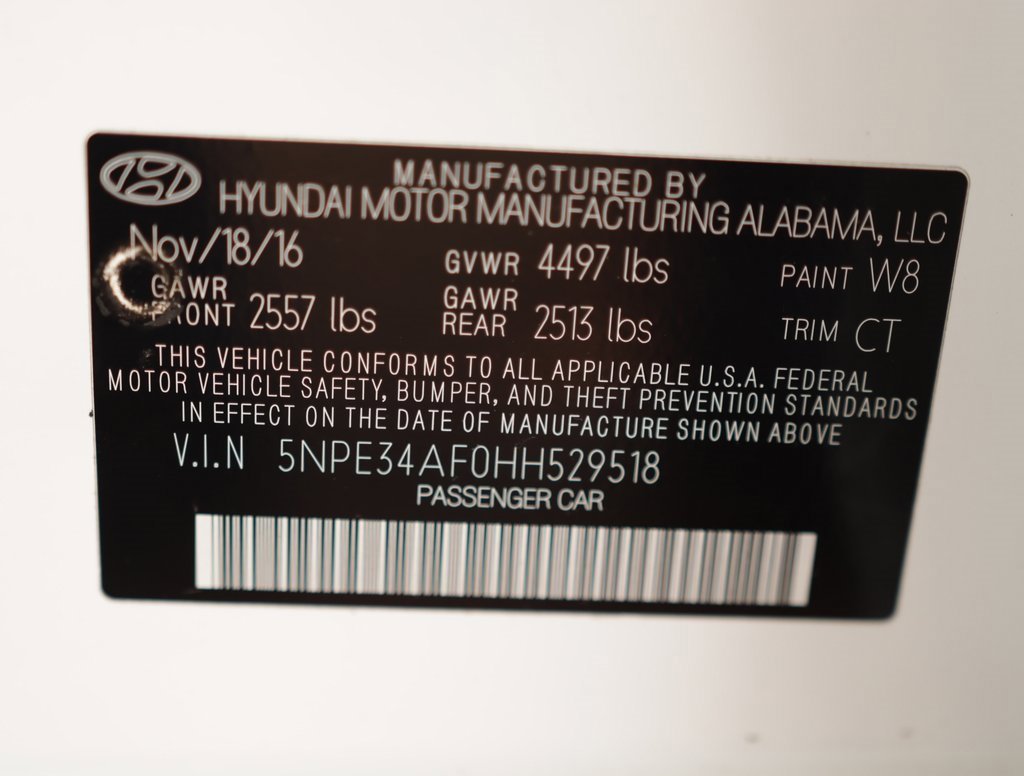 MANUFACTURED BY
HYUNDAI MOTOR MANUFACTURING ALABAMA, LLC
Nov/18/16 GVWR 4497 lbs PAINT W8
GAWR FRONT 2557 lbs GAWR REAR 2513 lbs TRIM CT
THIS VEHICLE CONFORMS TO ALL APPLICABLE U.S.A. FEDERAL
MOTOR VEHICLE SAFETY, BUMPER, AND THEFT PREVENTION STANDARDS
IN EFFECT ON THE DATE OF MANUFACTURE SHOWN ABOVE
V.I.N 5NPE34AF0HH529518
PASSENGER CAR